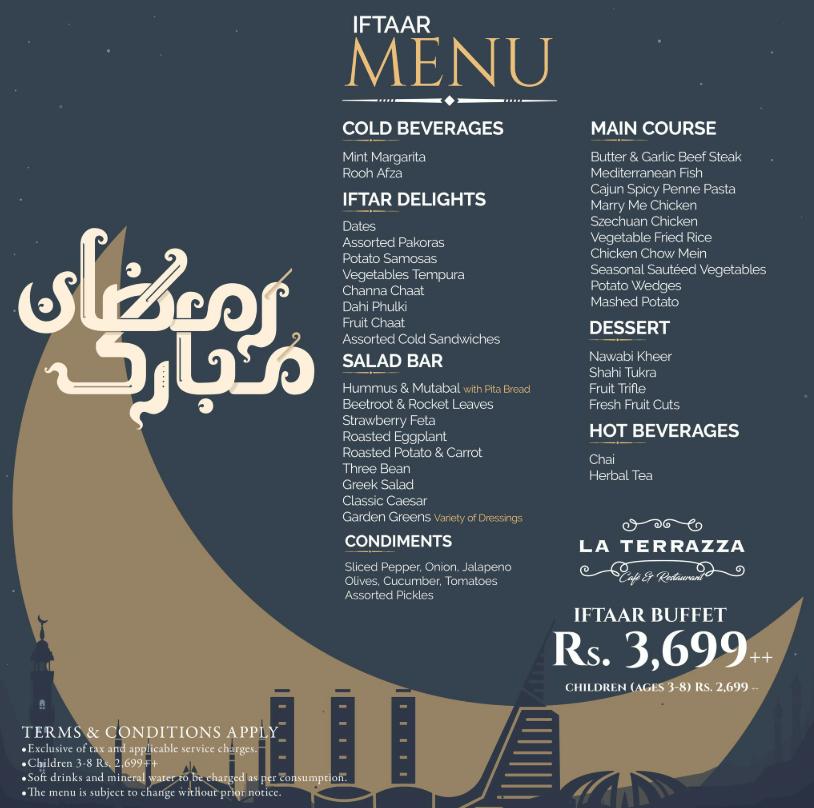 IFTAAR
MENU
رمضان
مبارك
COLD BEVERAGES
Mint Margarita
Rooh Afza
IFTAR DELIGHTS
Dates
Assorted Pakoras
Potato Samosas
Vegetables Tempura
Channa Chaat
Dahi Phulki
Fruit Chaat
Assorted Cold Sandwiches
SALAD BAR
Hummus & Mutabal with Pita Bread
Beetroot & Rocket Leaves
Strawberry Feta
Roasted Eggplant
Roasted Potato & Carrot
Three Bean
Greek Salad
Classic Caesar
Garden Greens Variety of Dressings
CONDIMENTS
Sliced Pepper, Onion, Jalapeno
Olives, Cucumber, Tomatoes
Assorted Pickles
MAIN COURSE
Butter & Garlic Beef Steak
Mediterranean Fish
Cajun Spicy Penne Pasta
Marry Me Chicken
Szechuan Chicken
Vegetable Fried Rice
Chicken Chow Mein
Seasonal Sautéed Vegetables
Potato Wedges
Mashed Potato
DESSERT
Nawabi Kheer
Shahi Tukra
Fruit Trifle
Fresh Fruit Cuts
HOT BEVERAGES
Chai
Herbal Tea
LA TERRAZZA
Café & Restaurant
IFTAAR BUFFET
Rs. 3,699++
CHILDREN (AGES 3-8) RS. 2,699 ++
TERMS & CONDITIONS APPLY
•Exclusive of tax and applicable service charges.
•Children 3-8 Rs. 2,699++
•Soft drinks and mineral water to be charged as per consumption.
•The menu is subject to change without prior notice.